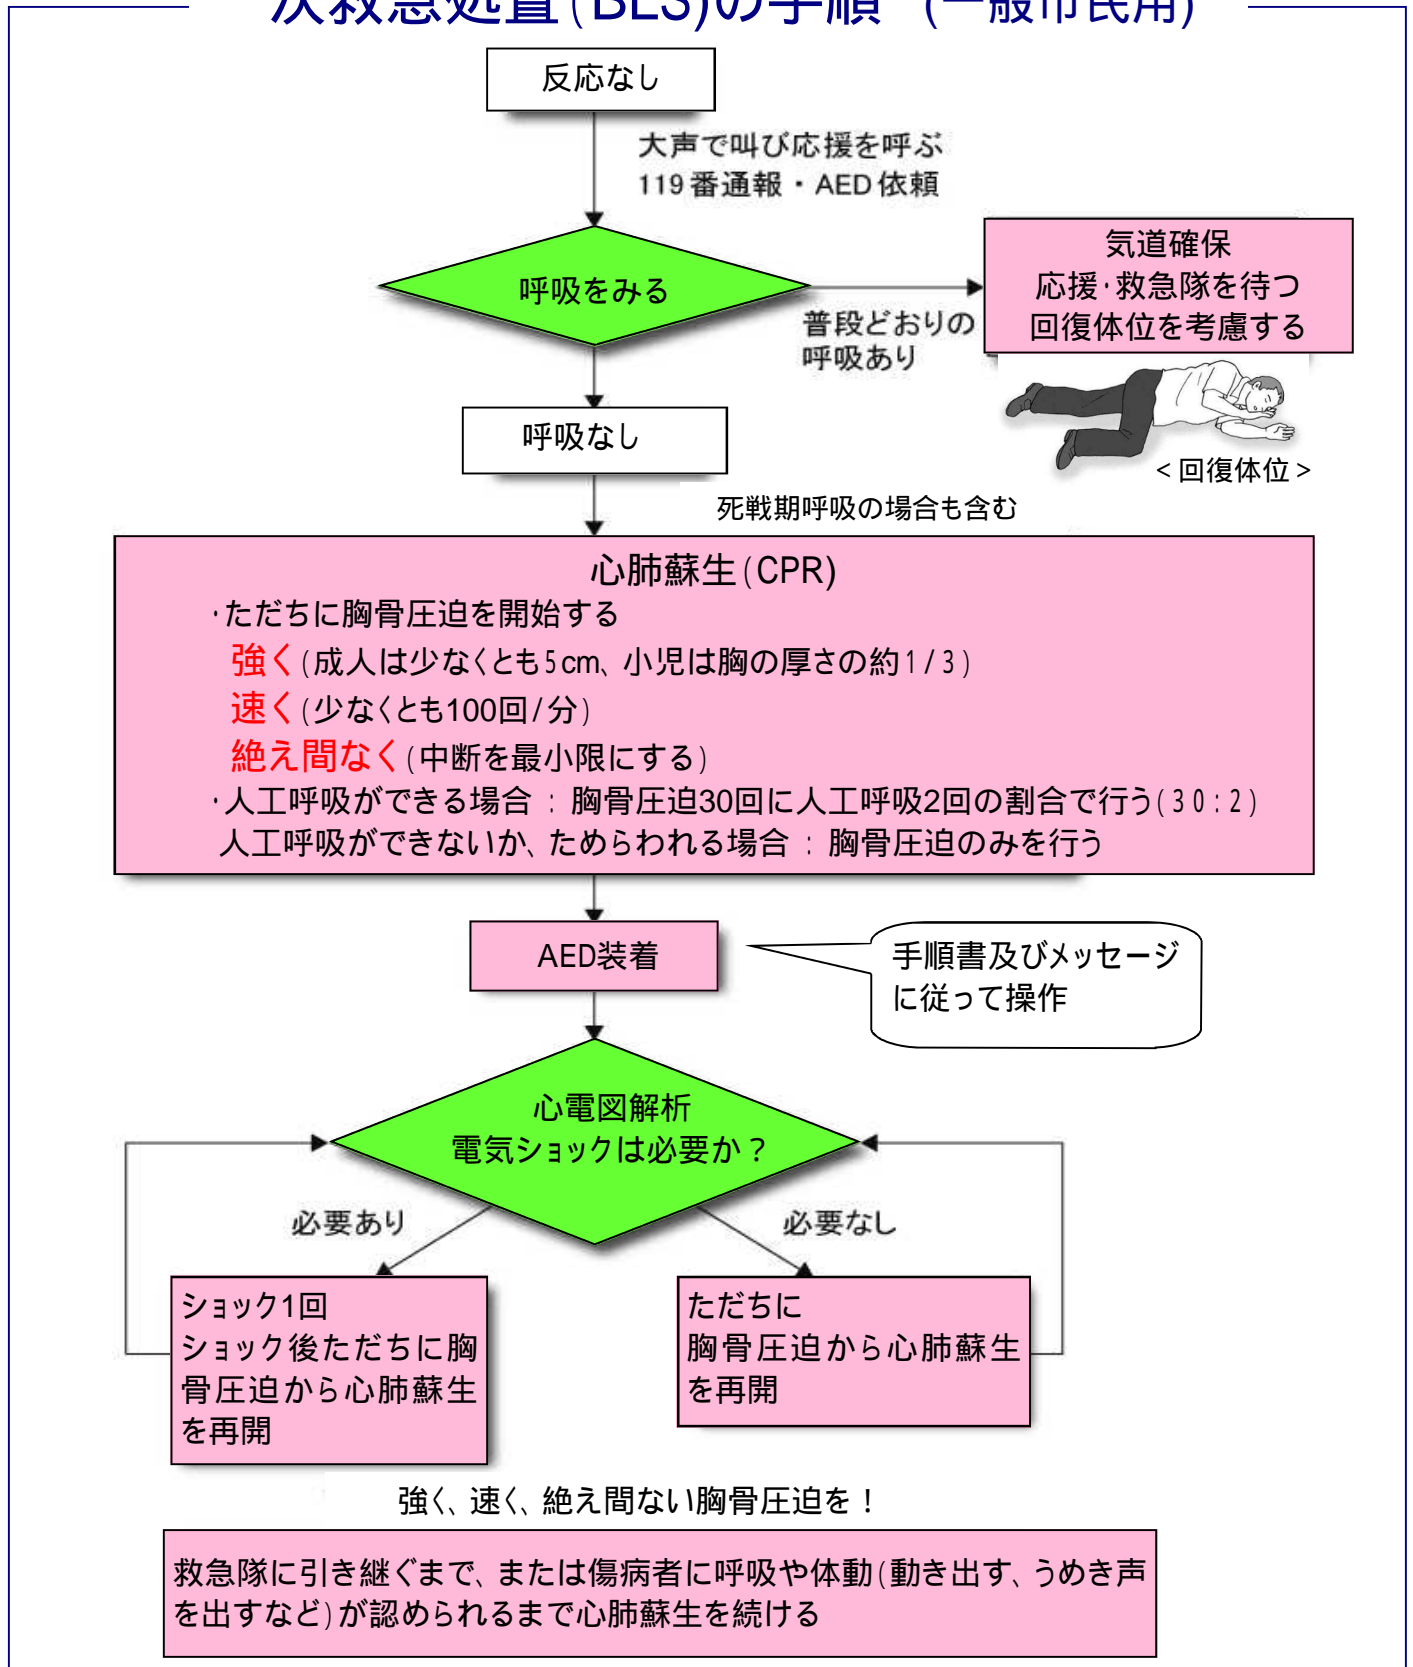 次救急処置(BLS)の手順 (一般市民用)
反応なし
大声で叫び応援を呼ぶ
119番通報・AED依頼
呼吸をみる
普段どおりの
呼吸あり
気道確保
応援・救急隊を待つ
回復体位を考慮する
<回復体位>
呼吸なし
死戦期呼吸の場合も含む
心肺蘇生(CPR)
・ただちに胸骨圧迫を開始する
強く(成人は少なくとも5cm、小児は胸の厚さの約1/3)
速く(少なくとも100回/分)
絶え間なく(中断を最小限にする)
・人工呼吸ができる場合:胸骨圧迫30回に人工呼吸2回の割合で行う(30:2)
人工呼吸ができないか、ためらわれる場合:胸骨圧迫のみを行う
AED装着
手順書及びメッセージ
に従って操作
心電図解析
電気ショックは必要か?
必要あり
必要なし
ショック1回
ショック後ただちに胸
骨圧迫から心肺蘇生
を再開
ただちに
胸骨圧迫から心肺蘇生
を再開
強く、速く、絶え間ない胸骨圧迫を!
救急隊に引き継ぐまで、または傷病者に呼吸や体動(動き出す、うめき声
を出すなど)が認められるまで心肺蘇生を続ける